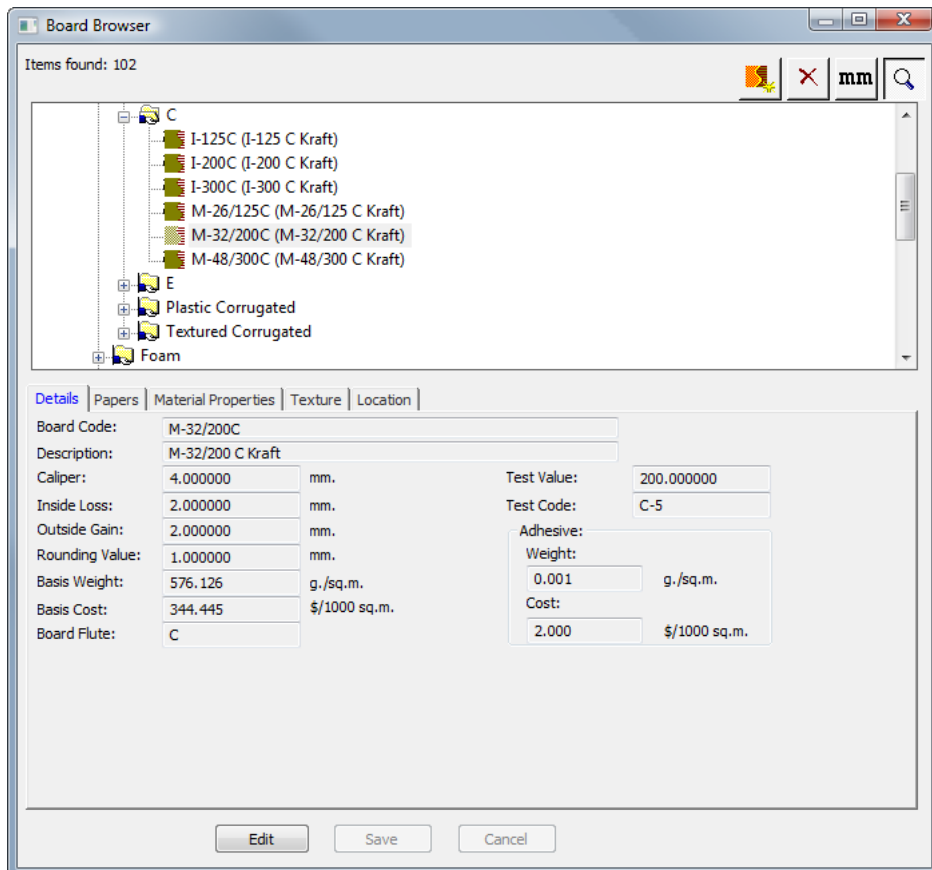 Board Browser
Items found: 102
mm
C
I-125C (I-125 C Kraft)
I-200C (I-200 C Kraft)
I-300C (I-300 C Kraft)
M-26/125C (M-26/125 C Kraft)
M-32/200C (M-32/200 C Kraft)
M-48/300C (M-48/300 C Kraft)
E
Plastic Corrugated
Textured Corrugated
Foam
Details Papers Material Properties Texture Location
Board Code: M-32/200C
Description: M-32/200 C Kraft
Caliper: 4.000000 mm. Test Value: 200.000000
Inside Loss: 2.000000 mm. Test Code: C-5
Outside Gain: 2.000000 mm. Adhesive:
Rounding Value: 1.000000 mm. Weight:
Basis Weight: 576.126 g./sq.m. 0.001 g./sq.m.
Basis Cost: 344.445 $/1000 sq.m. Cost:
Board Flute: C 2.000 $/1000 sq.m.
Edit Save Cancel